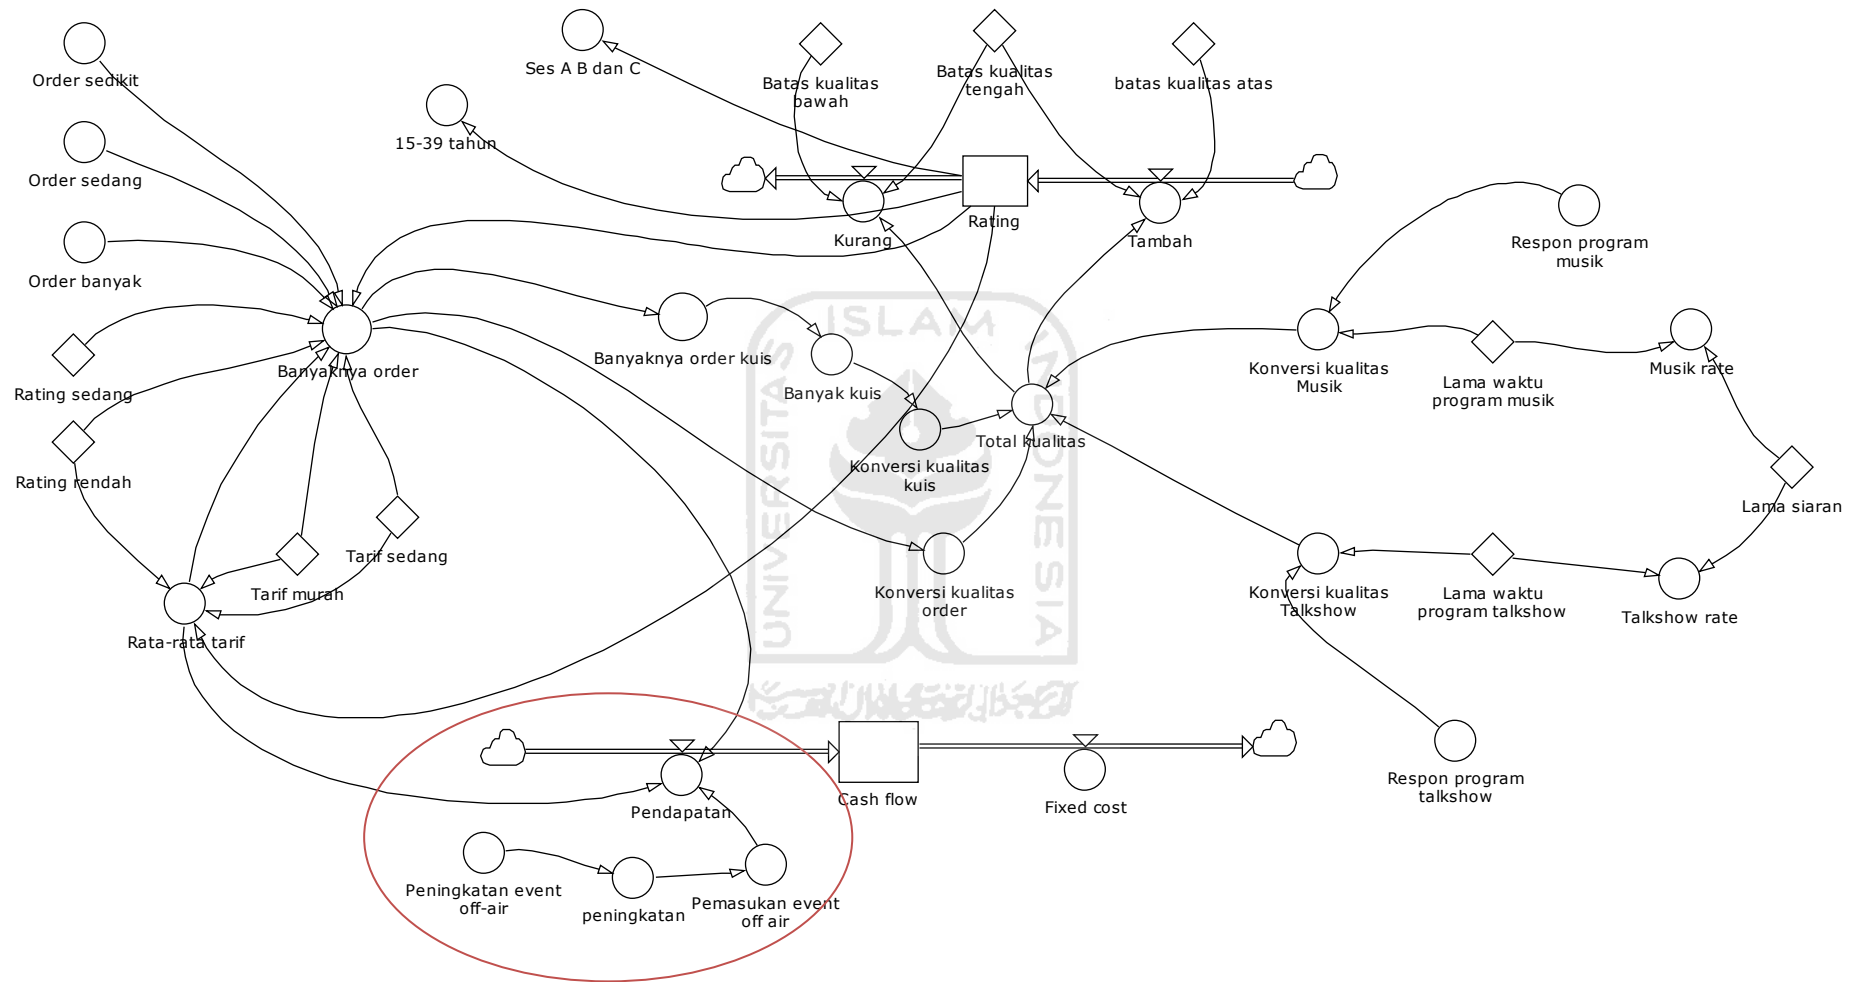 Order sedikit
Ses A B dan C
Batas kualitas
bawah
Batas kualitas
tengah
batas kualitas atas
15-39 tahun
Order sedang
Kurang
Rating
Tambah
Respon program
musik
Order banyak
ISLAM
UNIVERSITAS
INDONESIA
Banyaknya order kuis
Banyaknya order
Rating sedang
Banyak kuis
Konversi kualitas
Musik
Lama waktu
program musik
Musik rate
Total kualitas
Rating rendah
Konversi kualitas
kuis
Lama siaran
Tarif sedang
Tarif murah
Konversi kualitas
order
Konversi kualitas
Talkshow
Lama waktu
program talkshow
Talkshow rate
Rata-rata tarif
Respon program
talkshow
Pendapatan
Cash flow
Fixed cost
Peningkatan event
off-air
peningkatan
Pemasukan event
off air